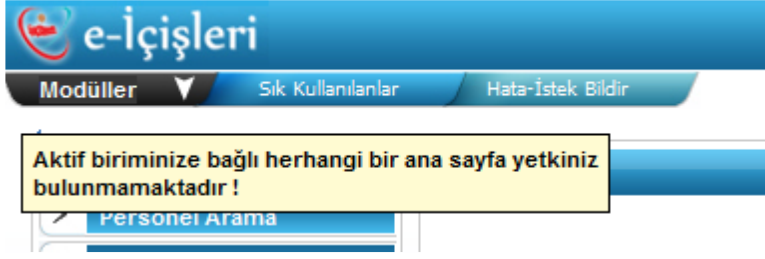 e-İçişleri
Modüller
Sık Kullanılanlar
Hata-İstek Bildir
Aktif biriminize bağlı herhangi bir ana sayfa yetkiniz
bulunmamaktadır !
Personel Arama